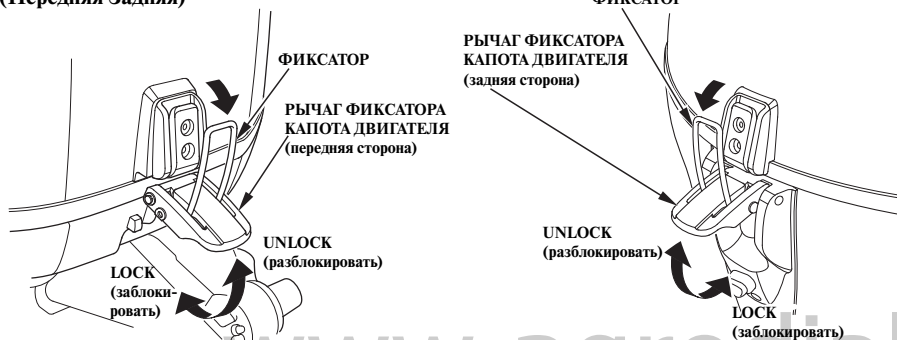 (Передняя Задняя)
ФИКСАТОР
РЫЧАГ ФИКСАТОРА
КАПОТА ДВИГАТЕЛЯ
(передняя сторона)
UNLOCK
(разблокировать)
LOCK
(заблоки-
ровать)
ФИКСАТОР
РЫЧАГ ФИКСАТОРА
КАПОТА ДВИГАТЕЛЯ
(задняя сторона)
UNLOCK
(разблокировать)
LOCK
(заблокировать)